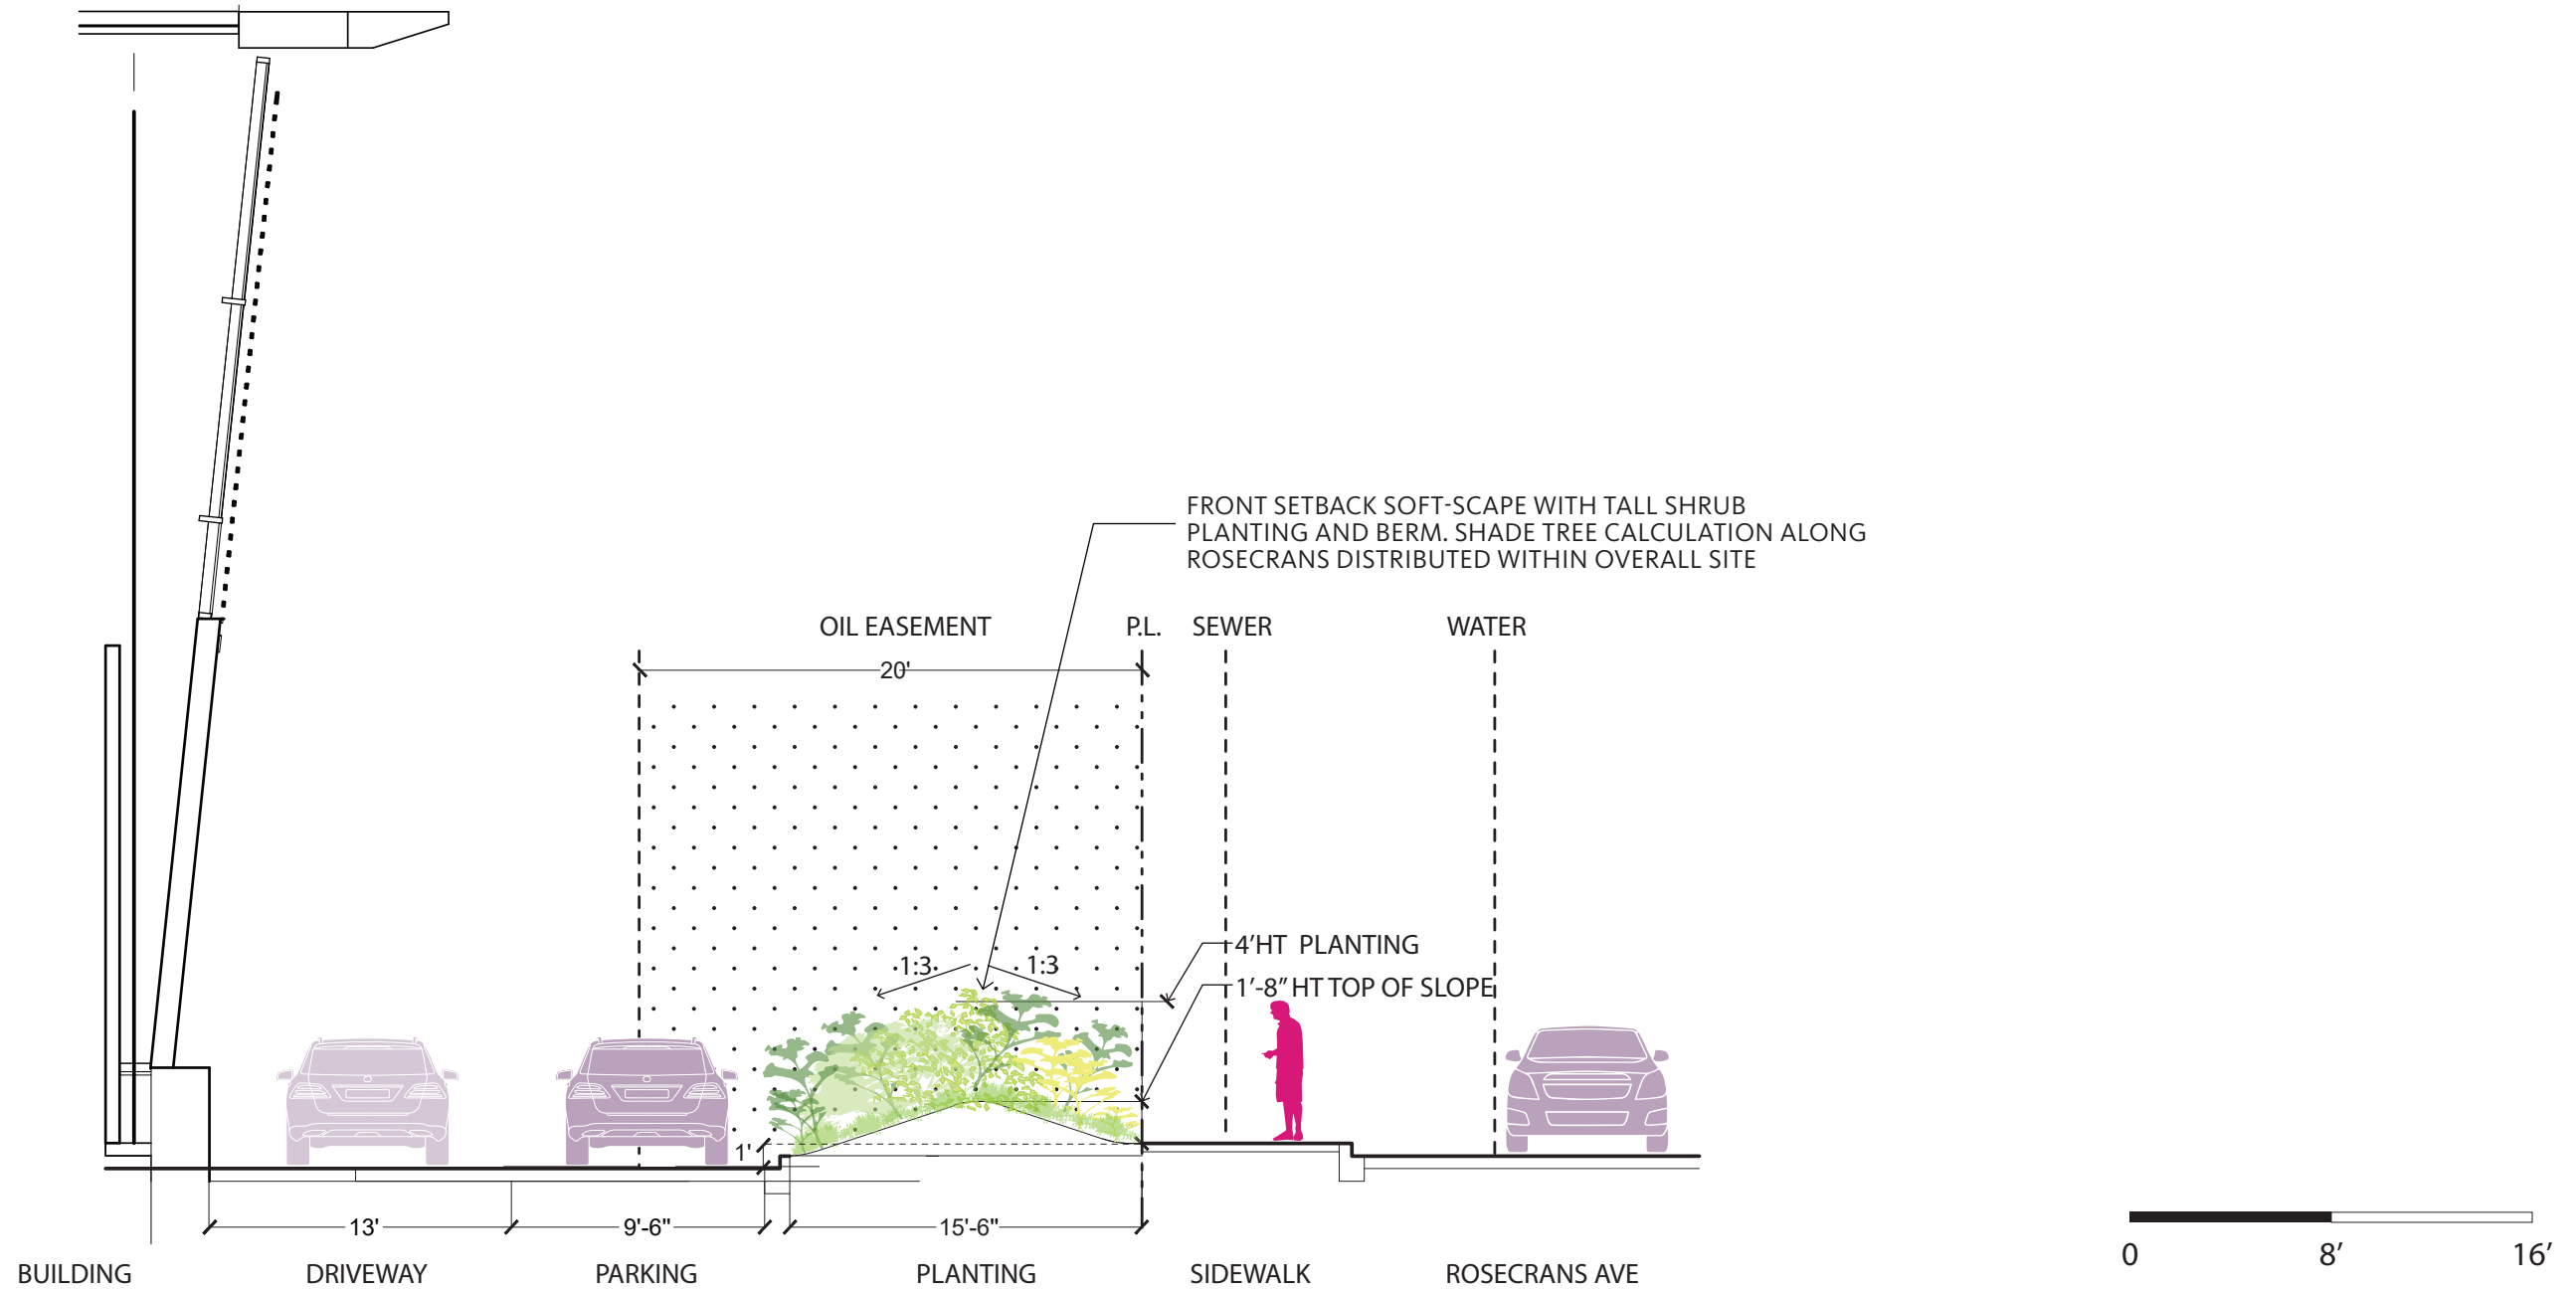 FRONT SETBACK SOFT-SCAPE WITH TALL SHRUB
PLANTING AND BERM. SHADE TREE CALCULATION ALONG
ROSECRANS DISTRIBUTED WITHIN OVERALL SITE
OIL EASEMENT
P.L.
SEWER
WATER
20'
4'HT PLANTING
1:3
1:3
1'-8" HT TOP OF SLOPE
1'
13'
9'-6"
15'-6"
BUILDING
DRIVEWAY
PARKING
PLANTING
SIDEWALK
ROSECRANS AVE
0
8'
16'